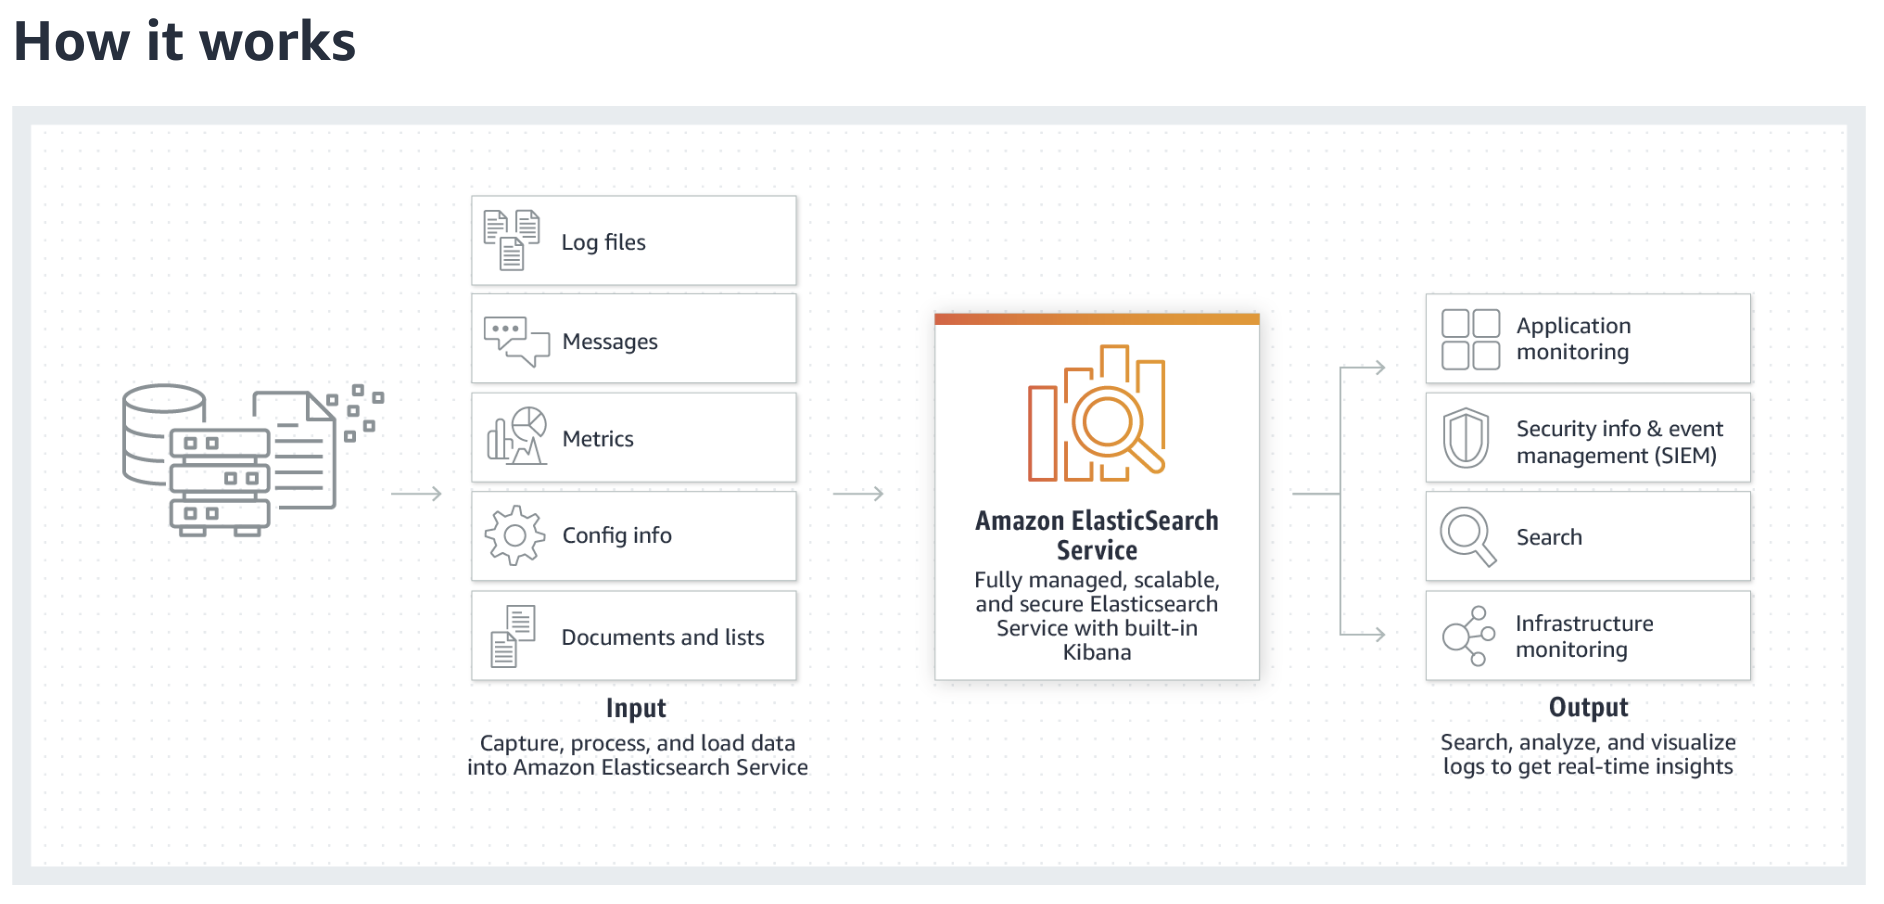 How it works
Log files
Messages
Metrics
Config info
Documents and lists
Input
Capture, process, and load data
into Amazon Elasticsearch Service
Amazon ElasticSearch
Service
Fully managed, scalable,
and secure Elasticsearch
Service with built-in
Kibana
Application
monitoring
Security info & event
management (SIEM)
Search
Infrastructure
monitoring
Output
Search, analyze, and visualize
logs to get real-time insights